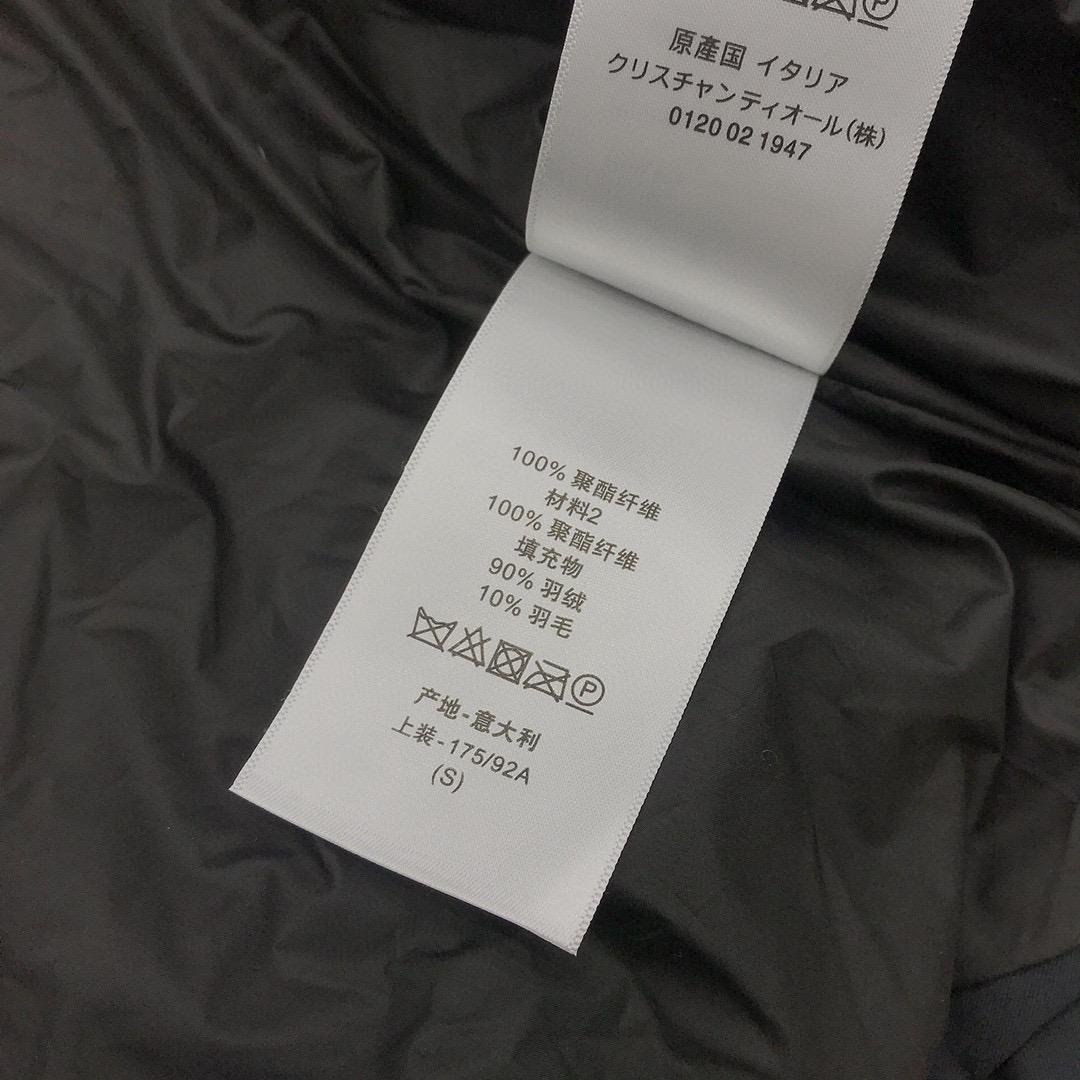 原産国 イタリア
クリスチャンディオール(株)
0120 02 1947
100% 聚酯纤维
材料2
100% 聚酯纤维
填充物
90% 羽绒
10% 羽毛
P
产地-意大利
上装-175/92A
(S)